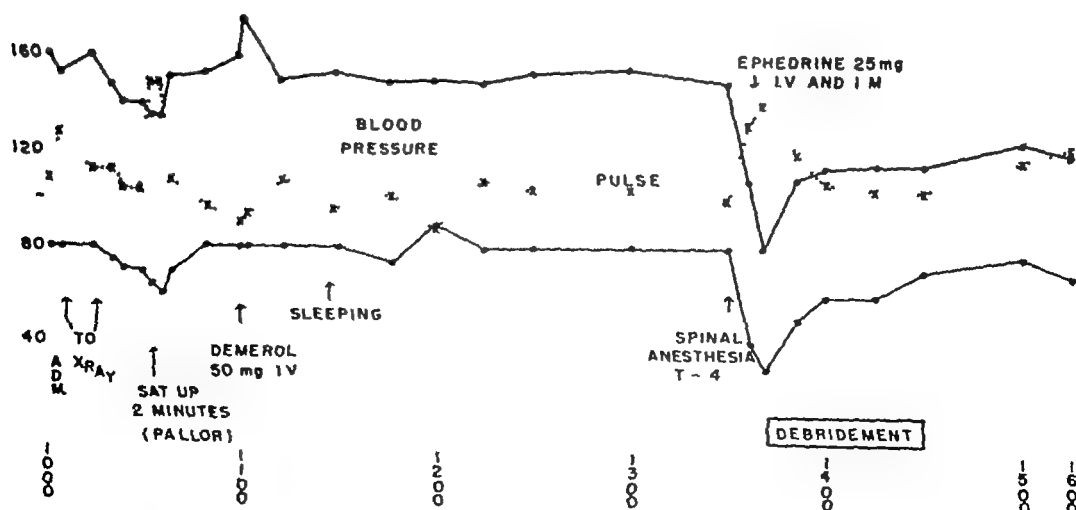 160
120
80
40
BLOOD
PRESSURE
PULSE
EPHEDRINE 25mg
I.V AND I M
ADM.
TO
XRAY
SAT UP
2 MINUTES
(PALLOR)
DEMEROL
50 mg I V
SLEEPING
SPINAL
ANESTHESIA
T-4
DEBRIDEMENT
1000
1100
1200
1300
1400
1500
1600